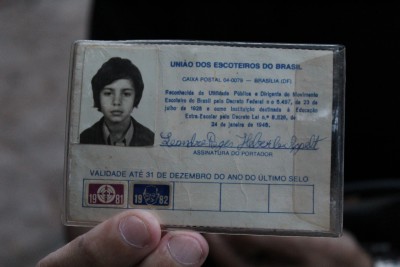 UNIÃO DOS ESCOTEIROS DO BRASIL
CAIXA POSTAL 04-0079 — BRASÍLIA (DF)
Reconhecida de Utilidade Pública e Dirigente do Movimento
Escoteiro do Brasil pelo Decreto Federal n.o 5.497, de 23 de
julho de 1928 e como Instituição destinada à Educação
Extra Escolar pelo Decreto Lei n.º 8.828, de
24 de janeiro de 1946.
Leandro
ASSINATURA DO PORTADOR
VALIDADE ATÉ 31 DE DEZEMBRO DO ANO DO ÚLTIMO SELO
1981 1982